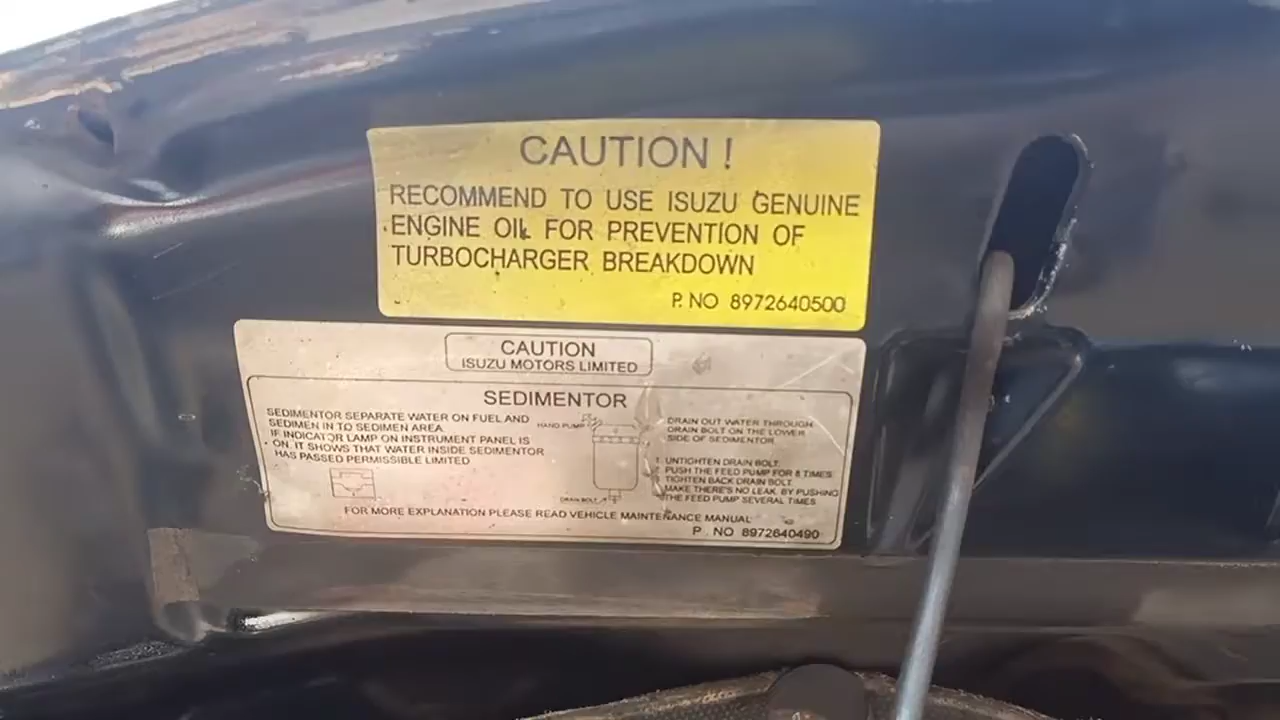 CAUTION !
RECOMMEND TO USE ISUZU GENUINE
ENGINE OIL FOR PREVENTION OF
TURBOCHARGER BREAKDOWN
P. NO 8972640500
CAUTION
ISUZU MOTORS LIMITED
SEDIMENTOR
SEDIMENTOR SEPARATE WATER ON FUEL AND
SEDIMEN IN TO SEDIMEN AREA.
IF INDICATOR LAMP ON INSTRUMENT PANEL IS
ON, IT SHOWS THAT WATER INSIDE SEDIMENTOR
HAS PASSED PERMISSIBLE LIMITED
HAND PUMP
DRAIN BOLT
DRAIN OUT WATER THROUGH
DRAIN BOLT ON THE LOWER
SIDE OF SEDIMENTOR
1. UNTIGHTEN DRAIN BOLT.
2. PUSH THE FEED PUMP FOR 8 TIMES
3. TIGHTEN BACK DRAIN BOLT.
MAKE THERE'S NO LEAK, BY PUSHING
THE FEED PUMP SEVERAL TIMES
FOR MORE EXPLANATION PLEASE READ VEHICLE MAINTENANCE MANUAL
P . NO 8972640490